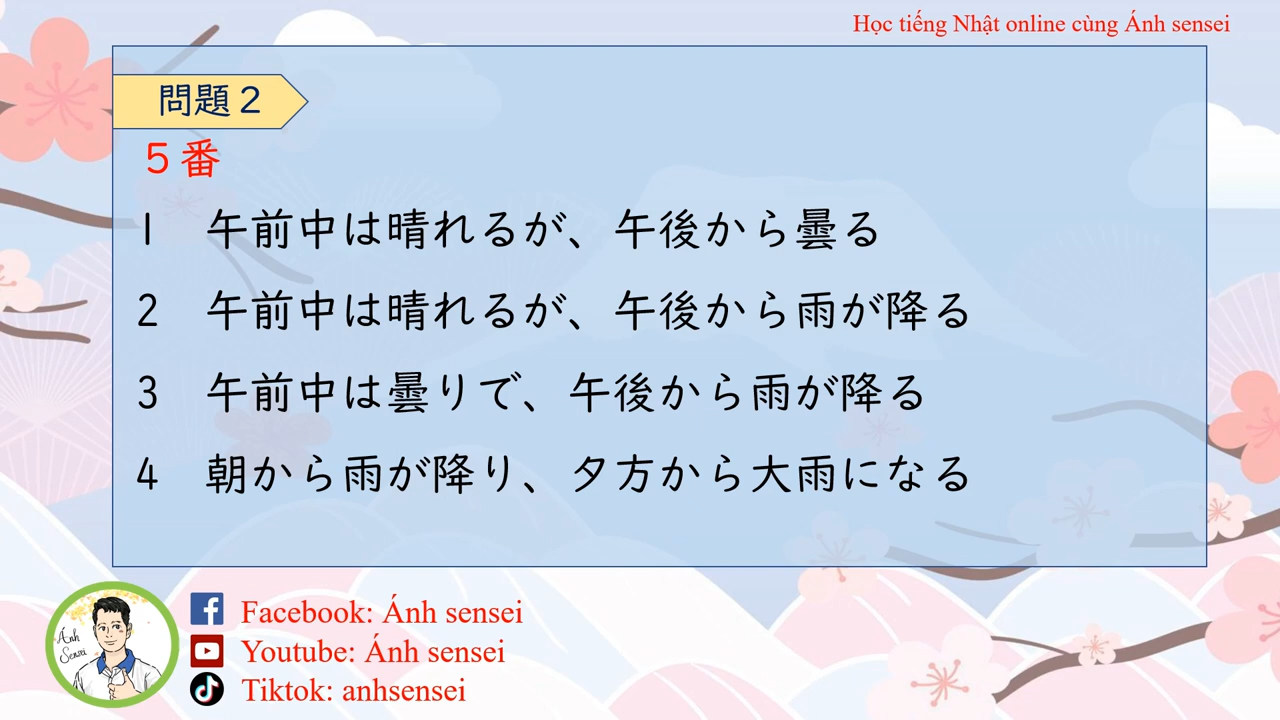 Học tiếng Nhật online cùng Ánh sensei
問題２
５番
1　午前中は晴れるが、午後から曇る
2　午前中は晴れるが、午後から雨が降る
3　午前中は曇りで、午後から雨が降る
4　朝から雨が降り、夕方から大雨になる
Ánh
Sensei
Facebook: Ánh sensei
Youtube: Ánh sensei
Tiktok: anhsensei